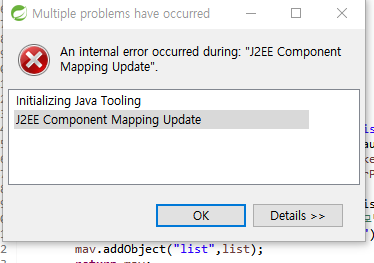 Multiple problems have occurred
An internal error occurred during: "J2EE Component
Mapping Update".
Initializing Java Tooling
J2EE Component Mapping Update
OK
Details >>
mav.addObject("list",list);